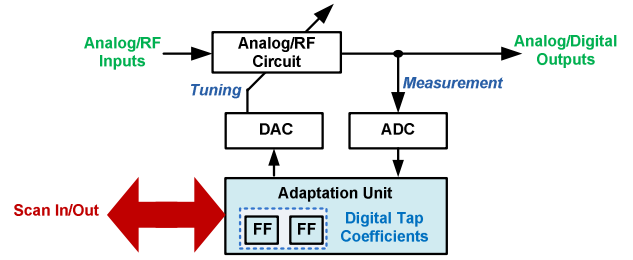 Analog/RF
Inputs
Analog/RF
Circuit
Analog/Digital
Outputs
Tuning
Measurement
DAC
ADC
Adaptation Unit
Scan In/Out
FF
FF
Digital Tap
Coefficients